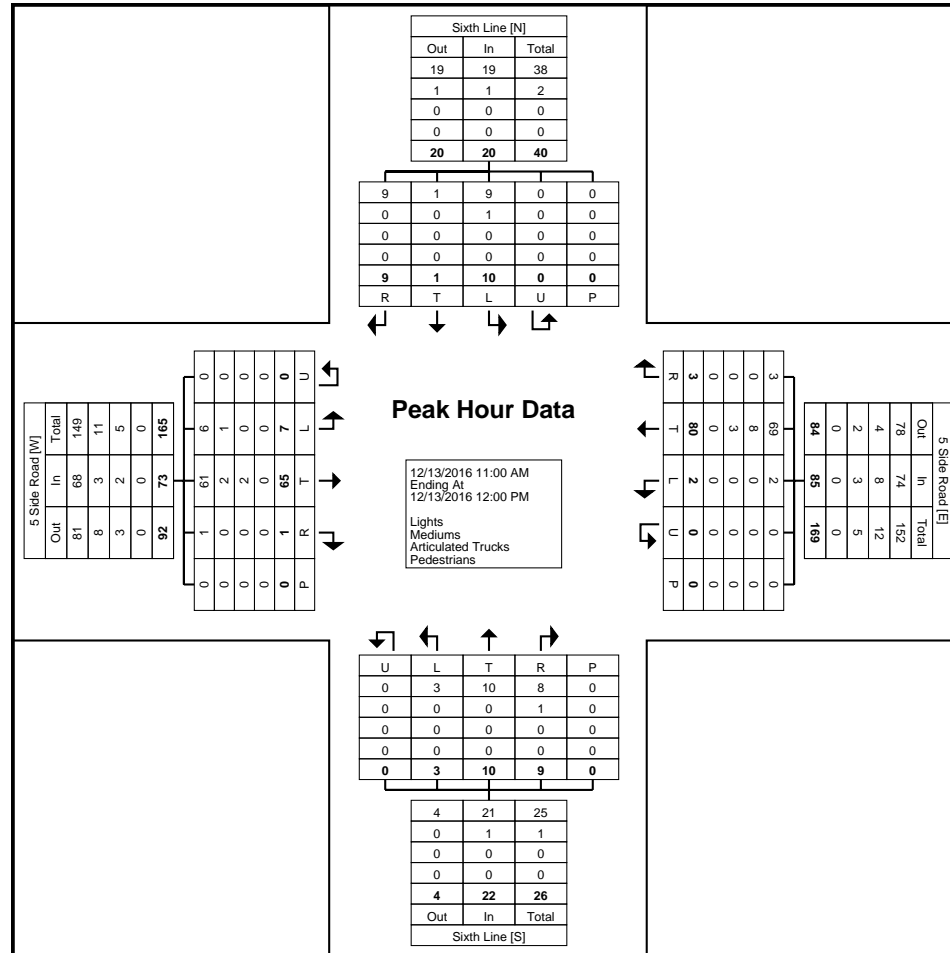 Sixth Line [N]
Out In Total
19 19 38
1 1 2
0 0 0
0 0 0
20 20 40
9 1 9 0 0
0 0 1 0 0
0 0 0 0 0
0 0 0 0 0
9 1 10 0 0
R T L U P
5 Side Road [W]
Out In Total
81 68 149
8 3 11
3 2 5
0 0 0
92 73 165
0 6 61 1 0
0 1 2 0 0
0 0 2 0 0
0 0 0 0 0
0 7 65 1 0
U L T R P
Peak Hour Data
12/13/2016 11:00 AM
Ending At
12/13/2016 12:00 PM
Lights
Mediums
Articulated Trucks
Pedestrians
5 Side Road [E]
Out In Total
78 74 152
4 8 12
2 3 5
0 0 0
84 85 169
3 69 2 0 0
0 8 0 0 0
0 3 0 0 0
0 0 0 0 0
3 80 2 0 0
R T L U P
U L T R P
0 3 10 8 0
0 0 0 1 0
0 0 0 0 0
0 0 0 0 0
0 3 10 9 0
4 21 25
0 1 1
0 0 0
0 0 0
4 22 26
Out In Total
Sixth Line [S]